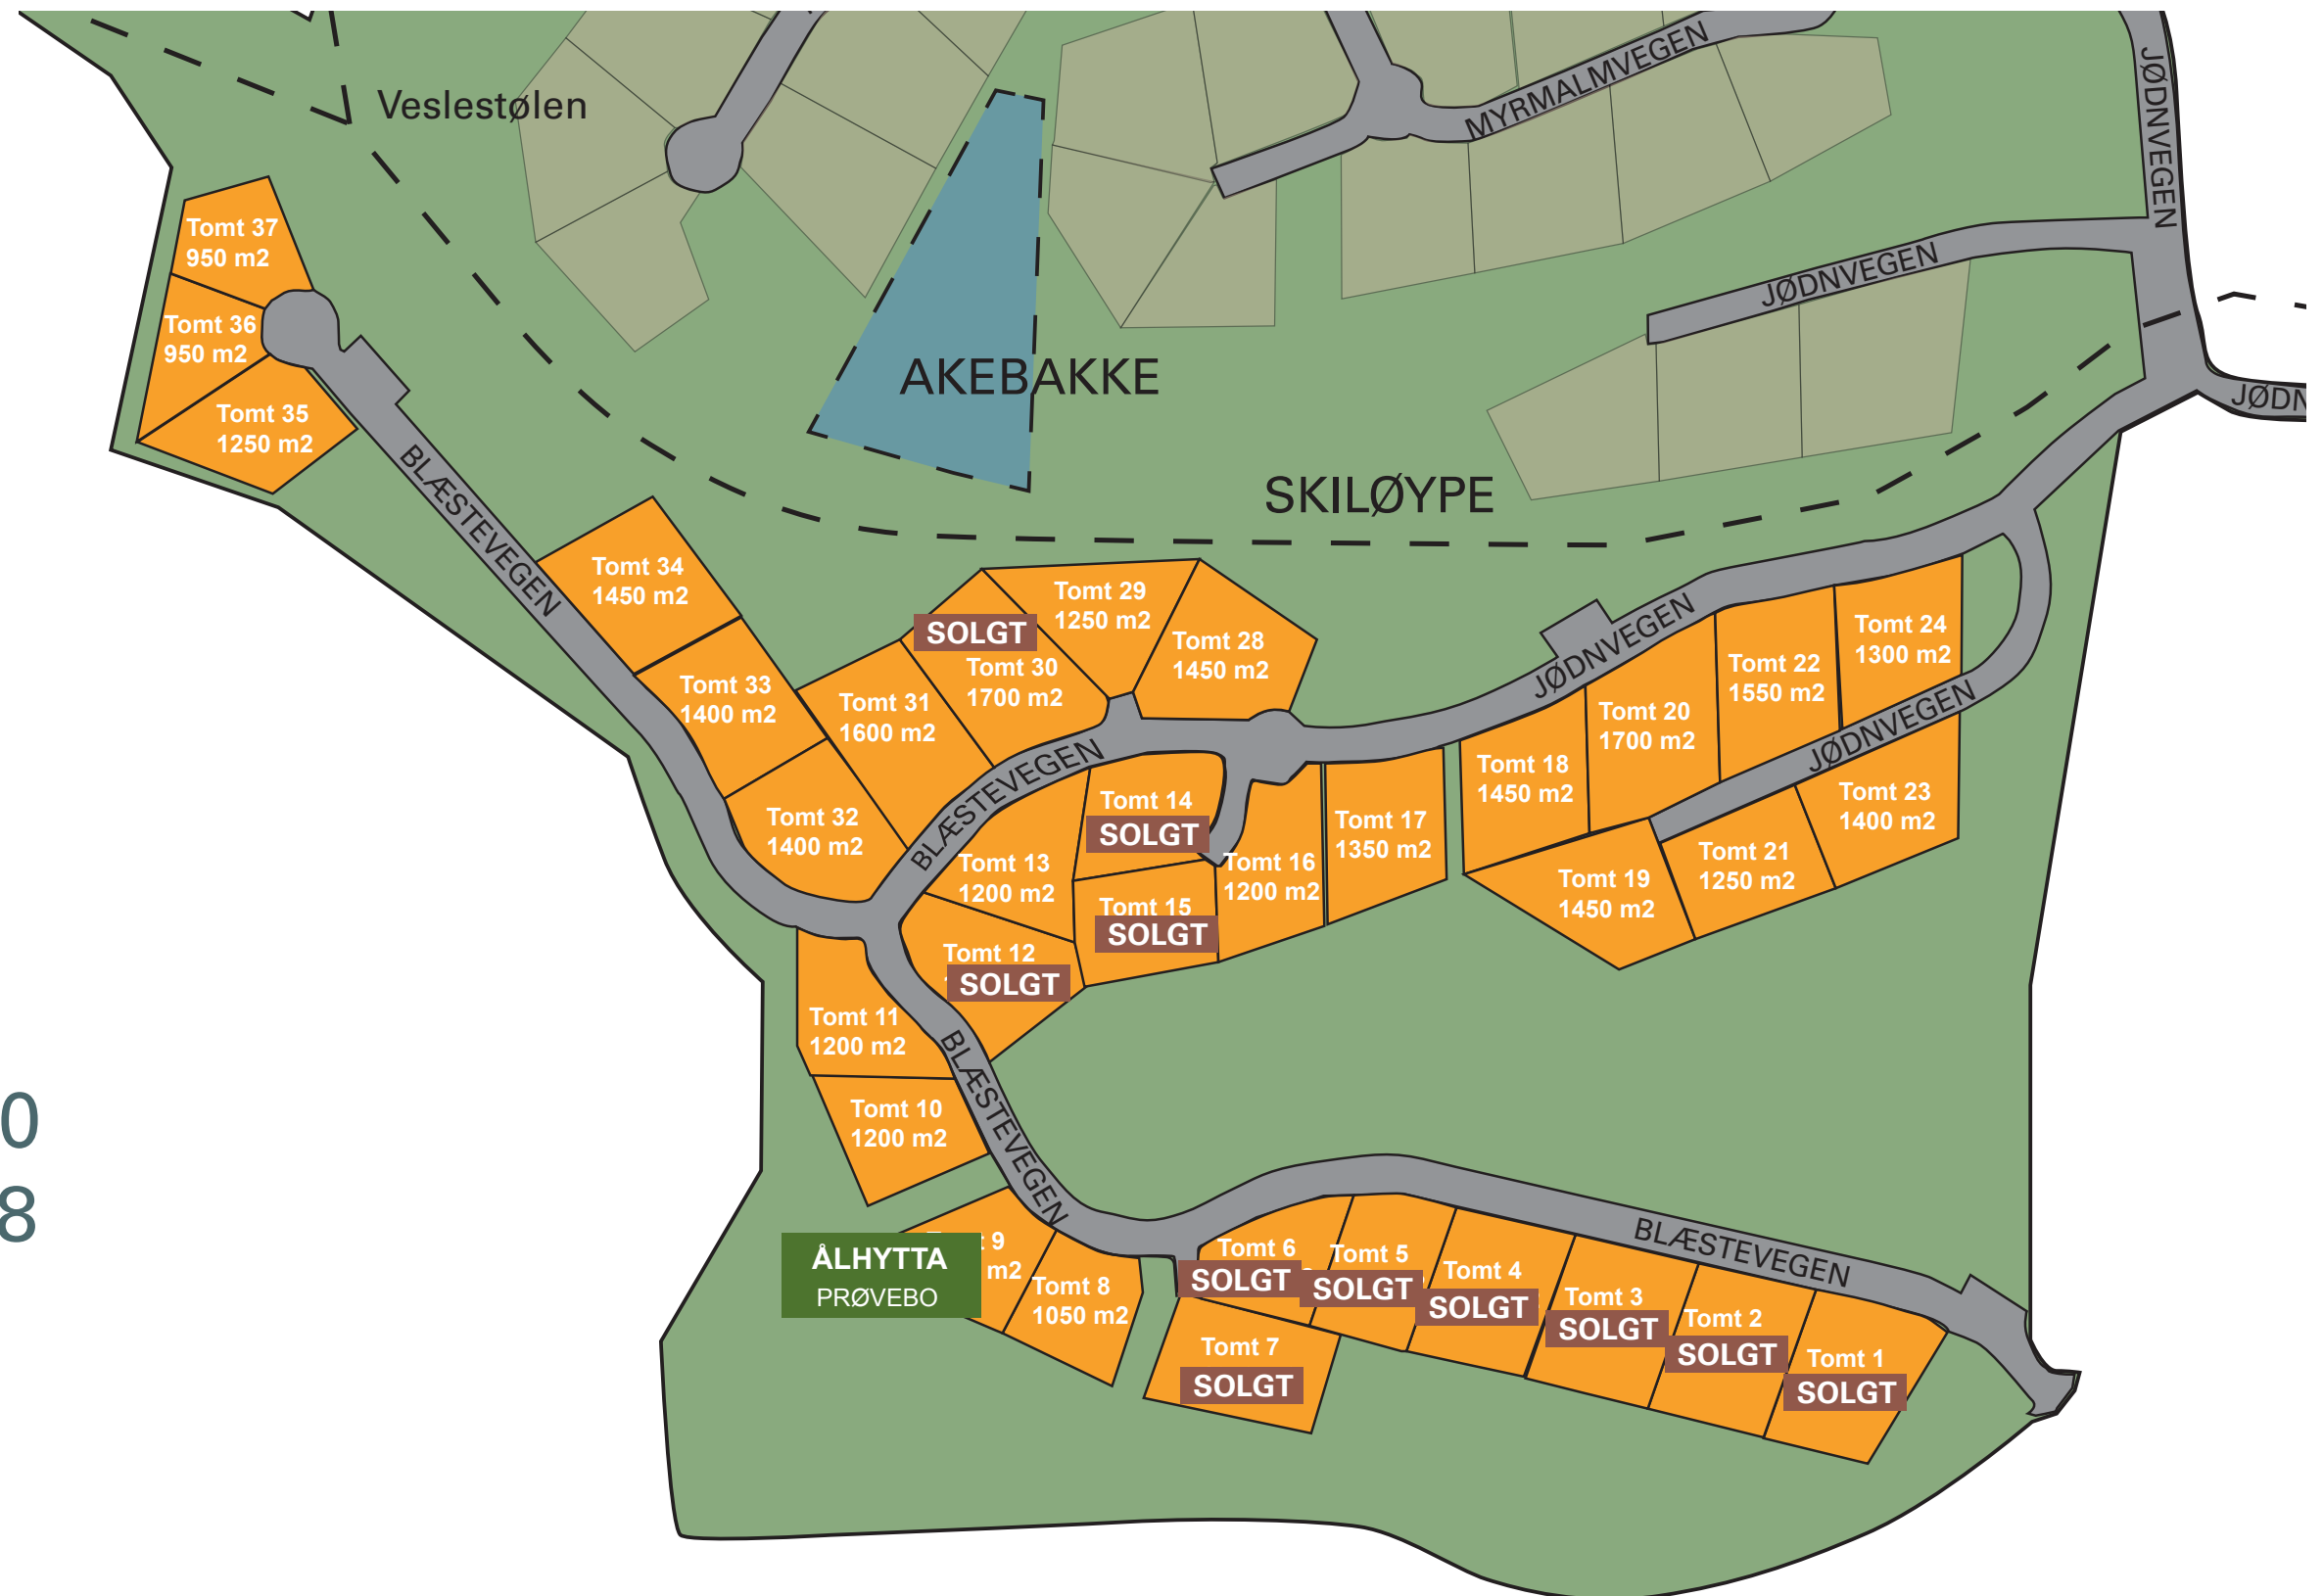 Veslestølen
MYRMALMVEGEN
JØDNVEGEN
JØDNVEGEN
JØDN
AKEBAKKE
SKILØYPE
Tomt 37
950 m2
Tomt 36
950 m2
Tomt 35
1250 m2
BLÆSTEVEGEN
Tomt 34
1450 m2
Tomt 33
1400 m2
Tomt 32
1400 m2
Tomt 31
1600 m2
SOLGT
Tomt 30
1700 m2
Tomt 29
1250 m2
Tomt 28
1450 m2
JØDNVEGEN
Tomt 24
1300 m2
Tomt 22
1550 m2
Tomt 20
1700 m2
Tomt 18
1450 m2
JØDNVEGEN
Tomt 23
1400 m2
Tomt 21
1250 m2
Tomt 19
1450 m2
BLÆSTEVEGEN
Tomt 14
SOLGT
Tomt 13
1200 m2
Tomt 16
1200 m2
Tomt 17
1350 m2
Tomt 15
SOLGT
Tomt 12
SOLGT
Tomt 11
1200 m2
Tomt 10
1200 m2
BLÆSTEVEGEN
0
8
9
m2
ÅLHYTTA
PRØVEBO
Tomt 8
1050 m2
Tomt 6
SOLGT
Tomt 5
SOLGT
Tomt 4
SOLGT
Tomt 3
SOLGT
Tomt 2
SOLGT
Tomt 1
SOLGT
Tomt 7
SOLGT
BLÆSTEVEGEN